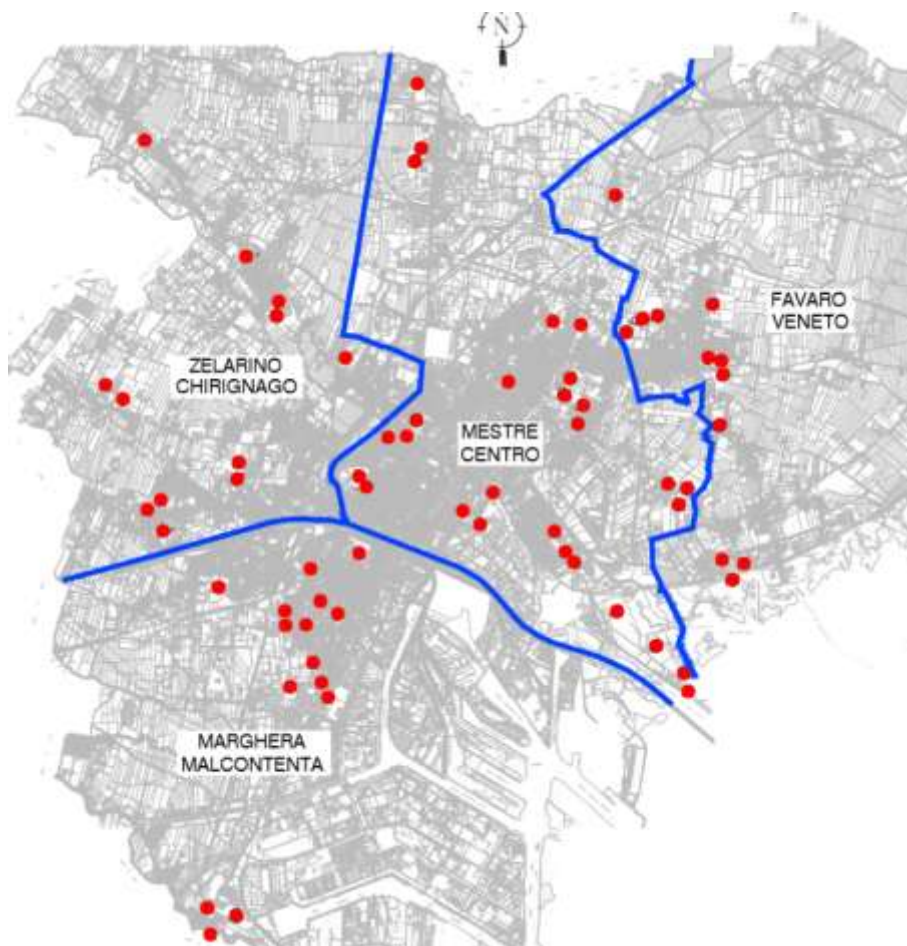 N
FAVARO
VENETO
ZELARINO
CHIRIGNAGO
MESTRE
CENTRO
MARGHERA
MALCONTENTA